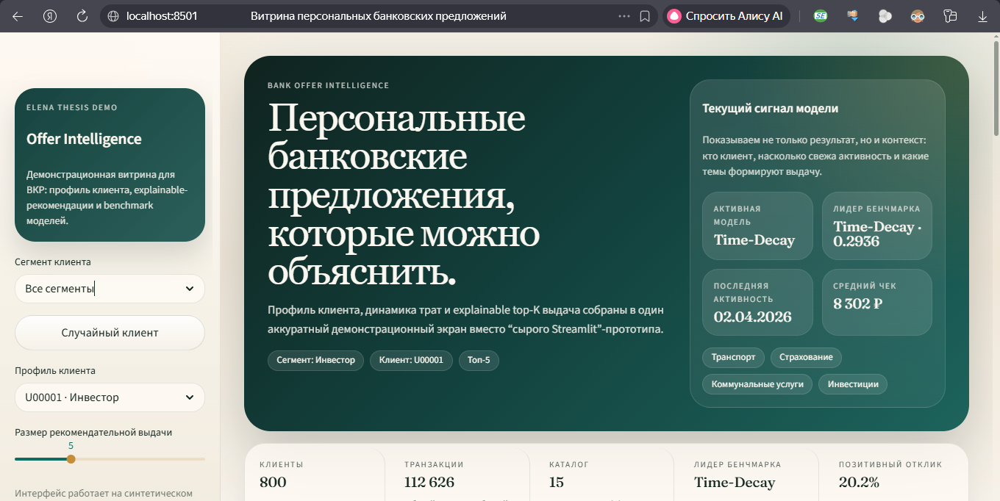 localhost:8501
Витрина персональных банковских предложений
Спросить Алису AI
SE
ELENA THESIS DEMO
Offer Intelligence
Демонстрационная витрина для
ВКР: профиль клиента, explainable-
рекомендации и benchmark
моделей.
Сегмент клиента
Все сегменты
Случайный клиент
Профиль клиента
U00001 · Инвестор
Размер рекомендательной выдачи
5
Интерфейс работает на синтетическом
BANK OFFER INTELLIGENCE
Персональные
банковские
предложения,
которые можно
объяснить.
Профиль клиента, динамика трат и explainable top-K выдача собраны в один
аккуратный демонстрационный экран вместо “сырого Streamlit”-прототипа.
Сегмент: Инвестор
Клиент: U00001
Топ-5
Текущий сигнал модели
Показываем не только результат, но и контекст:
кто клиент, насколько свежа активность и какие
темы формируют выдачу.
АКТИВНАЯ
МОДЕЛЬ
Time-Decay
ЛИДЕР БЕНЧМАРКА
Time-Decay ·
0.2936
ПОСЛЕДНЯЯ
АКТИВНОСТЬ
02.04.2026
СРЕДНИЙ ЧЕК
8 302 ₽
Транспорт
Страхование
Коммунальные услуги
Инвестиции
КЛИЕНТЫ
800
ТРАНЗАКЦИИ
112 626
КАТАЛОГ
15
ЛИДЕР БЕНЧМАРКА
Time-Decay
ПОЗИТИВНЫЙ ОТКЛИК
20.2%